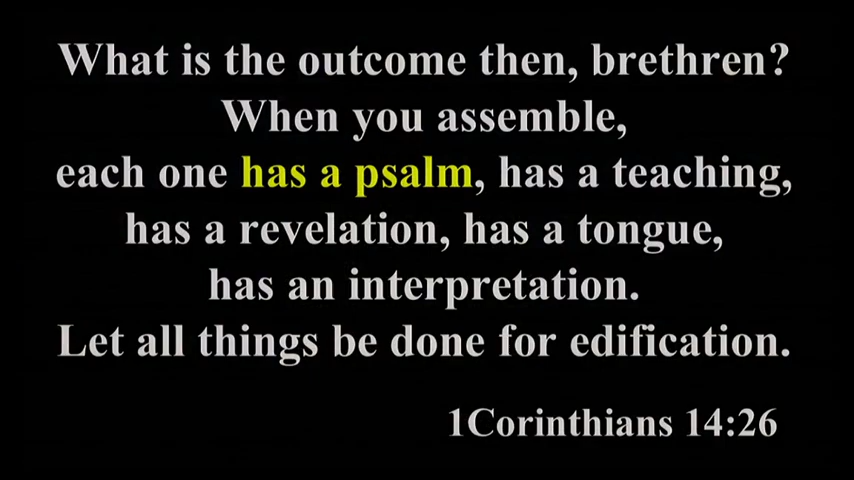 What is the outcome then, brethren?
When you assemble,
each one has a psalm, has a teaching,
has a revelation, has a tongue,
has an interpretation.
Let all things be done for edification.
1Corinthians 14:26